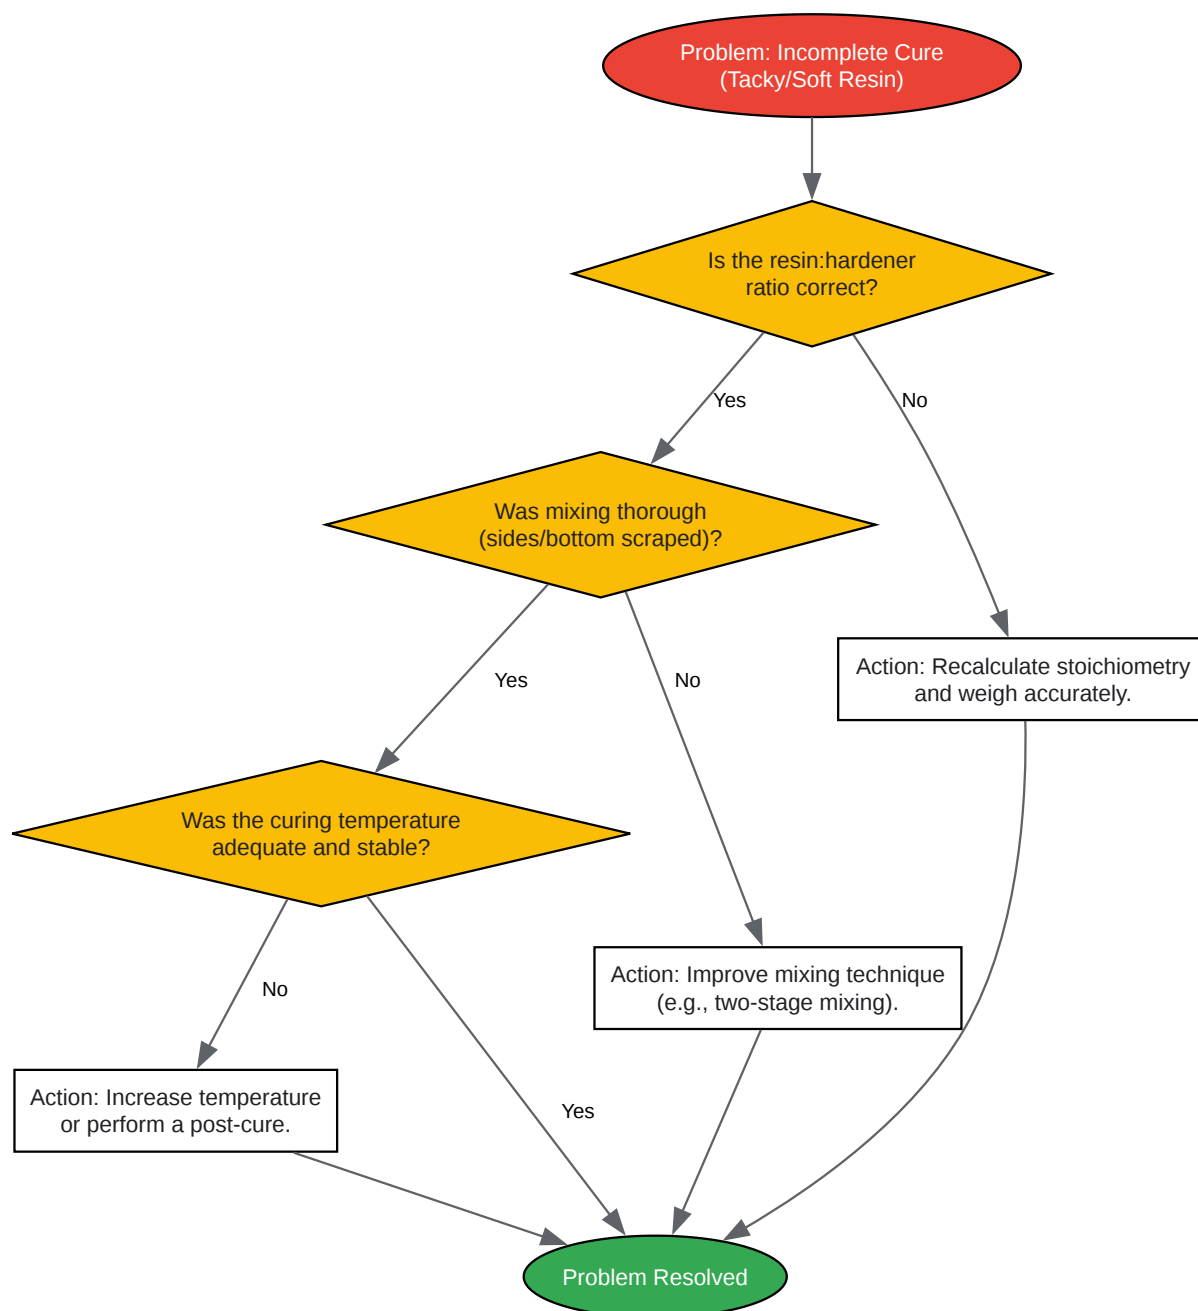 Problem: Incomplete Cure
(Tacky/Soft Resin)
Is the resin:hardener
ratio correct?
Yes
No
Was mixing thorough
(sides/bottom scraped)?
Action: Recalculate stoichiometry
and weigh accurately.
Yes
No
Was the curing temperature
adequate and stable?
Action: Improve mixing technique
(e.g., two-stage mixing).
No
Action: Increase temperature
or perform a post-cure.
Yes
Problem Resolved